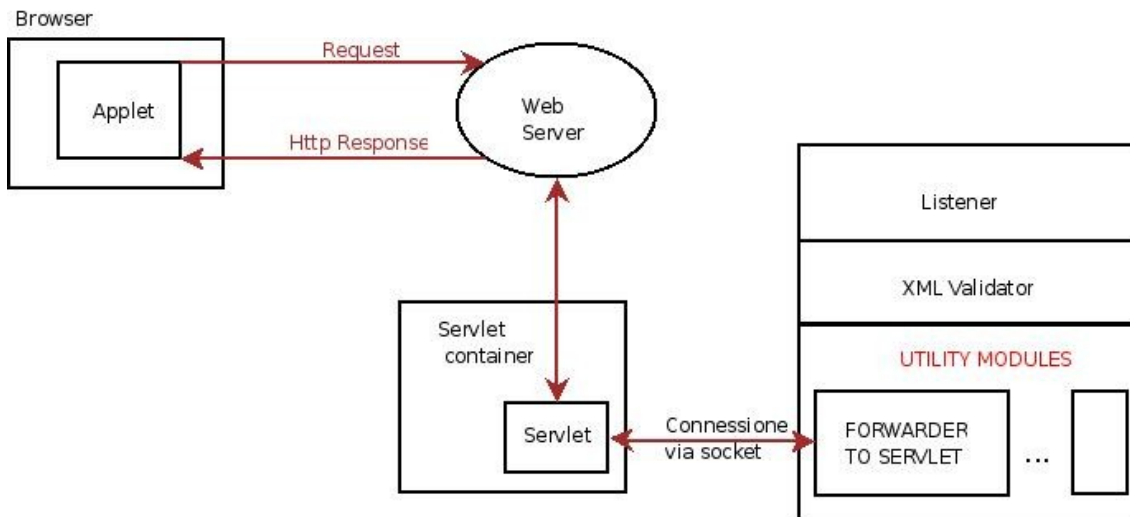 Browser
Request
Applet
Web
Server
Http Response
Listener
XML Validator
Servlet
container
UTILITY MODULES
Servlet
Connessione
via socket
FORWARDER
TO SERVLET
...